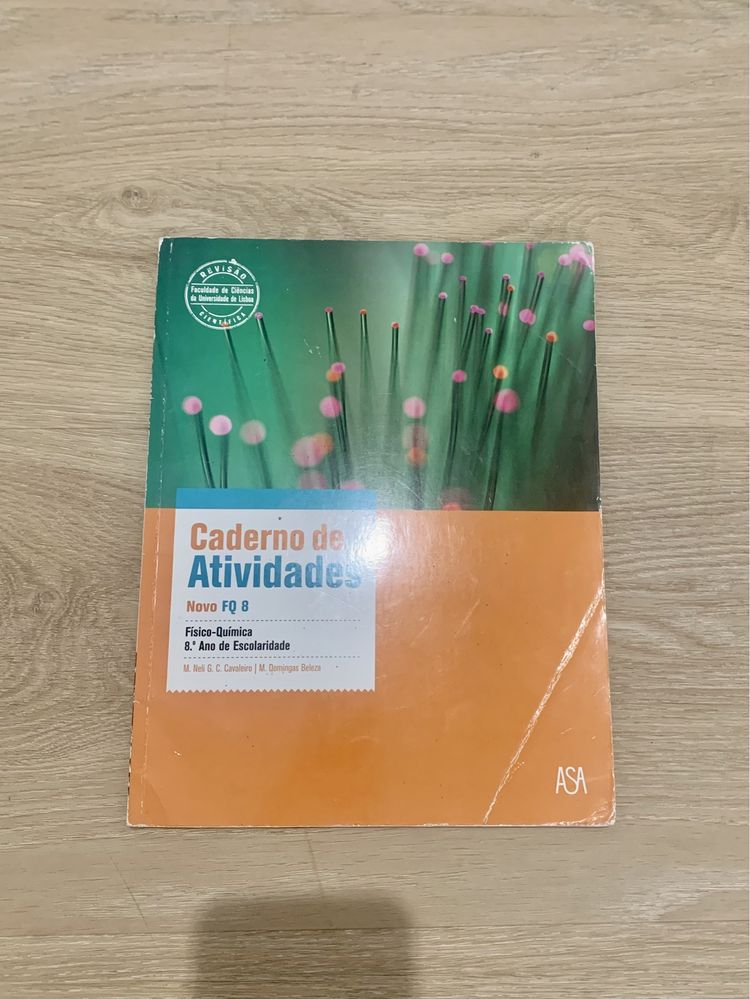 REVISÃO
Faculdade de Ciências
da Universidade de Lisboa
CIENTÍFICA
Caderno de
Atividades
Novo FQ 8
Físico-Química
8.º Ano de Escolaridade
M. Neli G. C. Cavaleiro | M. Domingas Beleza
ASA